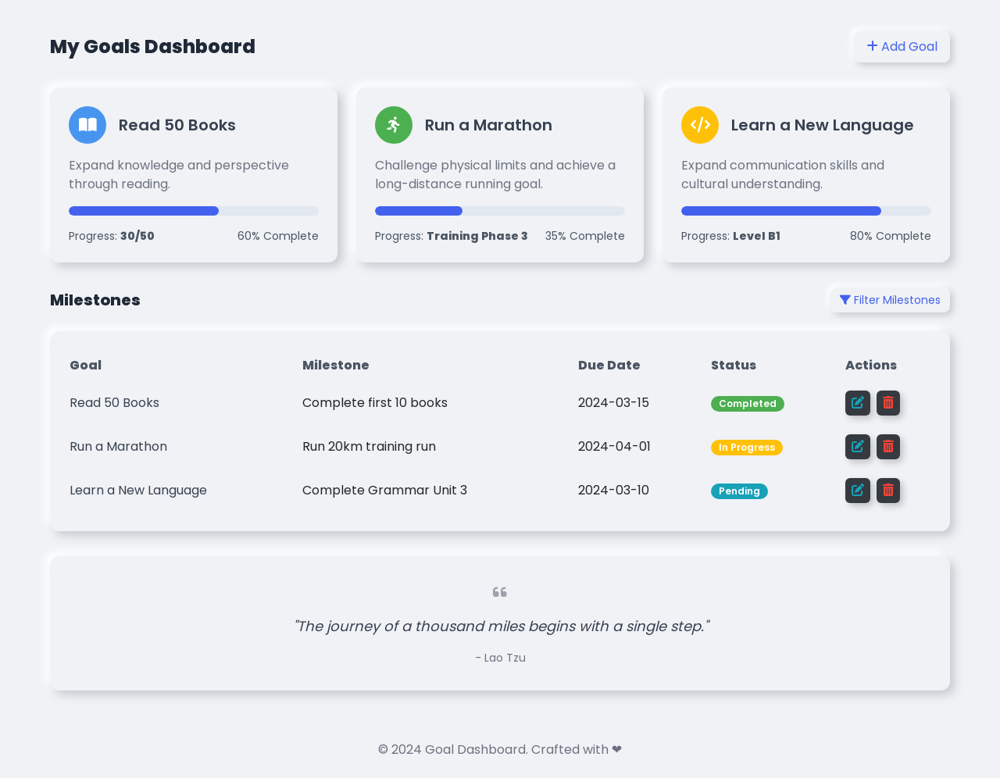 My Goals Dashboard
Add Goal
Read 50 Books
Expand knowledge and perspective
through reading.
Progress: 30/50
60% Complete
Run a Marathon
Challenge physical limits and achieve a
long-distance running goal.
Progress: Training Phase 3
35% Complete
Learn a New Language
Expand communication skills and
cultural understanding.
Progress: Level B1
80% Complete
Milestones
Filter Milestones
Goal Milestone Due Date Status Actions
Read 50 Books Complete first 10 books 2024-03-15 Completed
Run a Marathon Run 20km training run 2024-04-01 In Progress
Learn a New Language Complete Grammar Unit 3 2024-03-10 Pending
"The journey of a thousand miles begins with a single step."
- Lao Tzu
© 2024 Goal Dashboard. Crafted with ❤